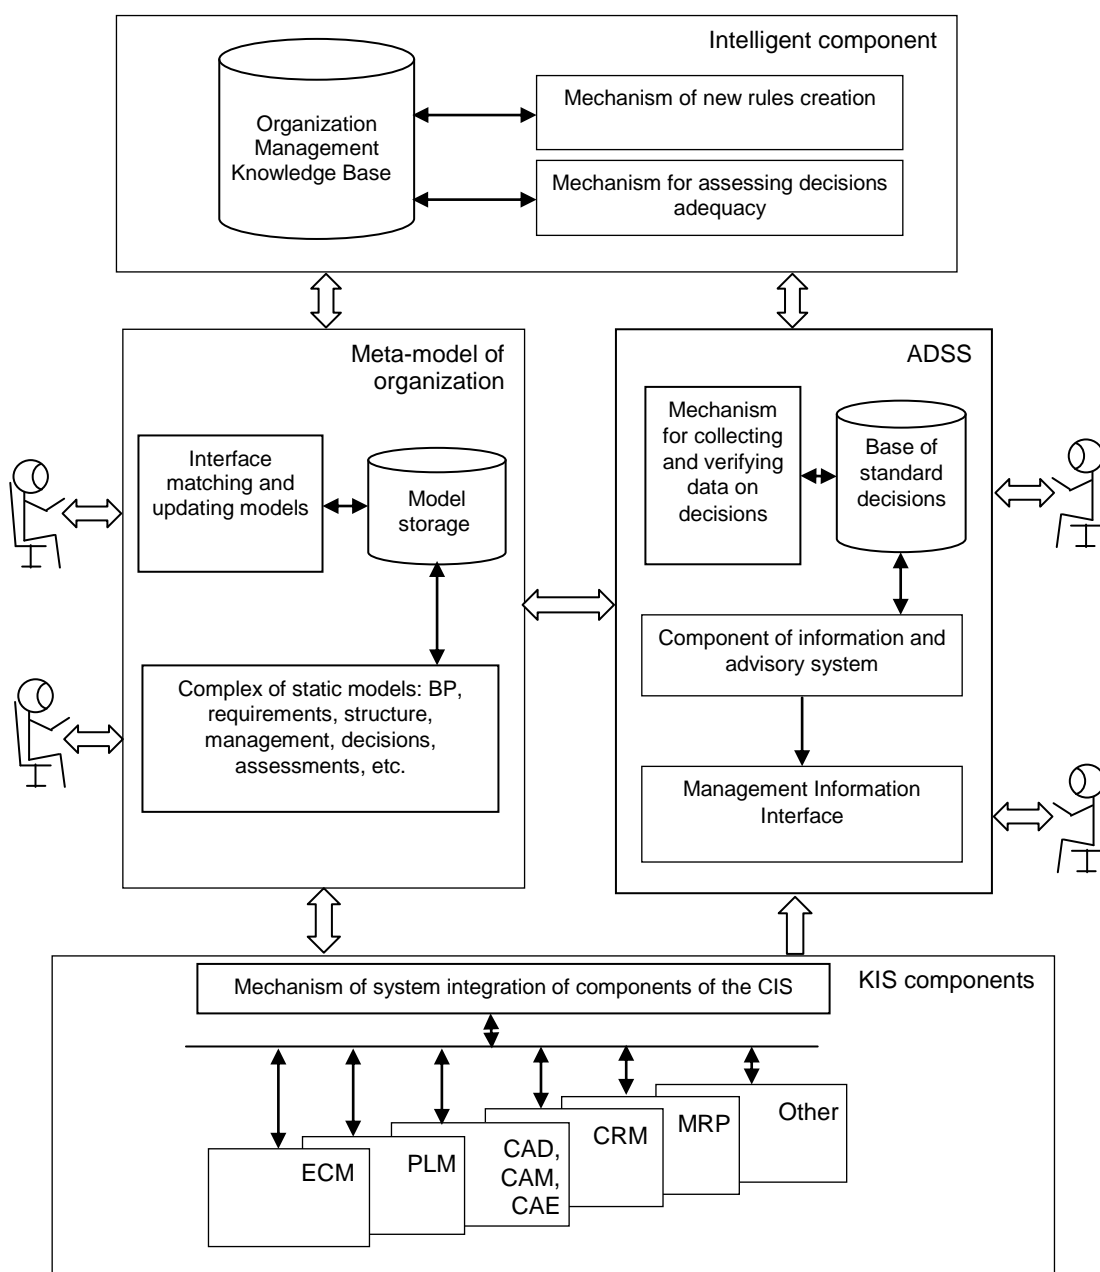 Intelligent component
Organization
Management
Knowledge Base
Mechanism of new rules creation
Mechanism for assessing decisions
adequacy
Meta-model of
organization
Interface
matching and
updating models
Model
storage
Complex of static models: BP,
requirements, structure,
management, decisions,
assessments, etc.
ADSS
Mechanism
for collecting
and verifying
data on
decisions
Base of
standard
decisions
Component of information and
advisory system
Management Information
Interface
KIS components
Mechanism of system integration of components of the CIS
ECM
PLM
CAD,
CAM,
CAE
CRM
MRP
Other